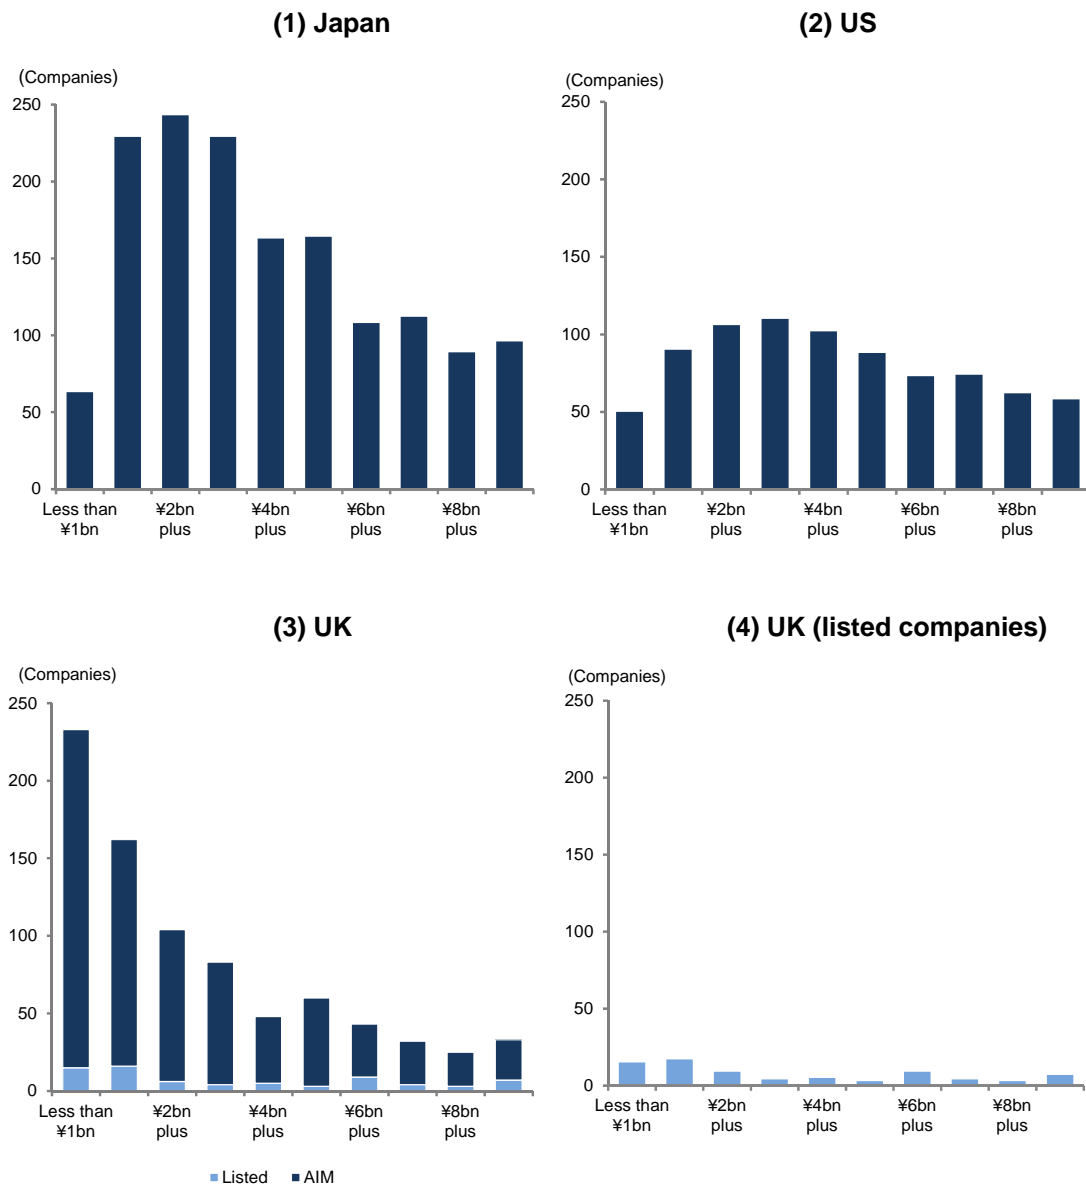 (1) Japan
(Companies)
250
200
150
100
50
0
Less than ¥2bn ¥4bn ¥6bn ¥8bn
¥1bn plus plus plus plus
(2) US
(Companies)
250
200
150
100
50
0
Less than ¥2bn ¥4bn ¥6bn ¥8bn
¥1bn plus plus plus plus
(3) UK
(Companies)
250
200
150
100
50
0
Less than ¥2bn ¥4bn ¥6bn ¥8bn
¥1bn plus plus plus plus
Listed AIM
(4) UK (listed companies)
(Companies)
250
200
150
100
50
0
Less than ¥2bn ¥4bn ¥6bn ¥8bn
¥1bn plus plus plus plus